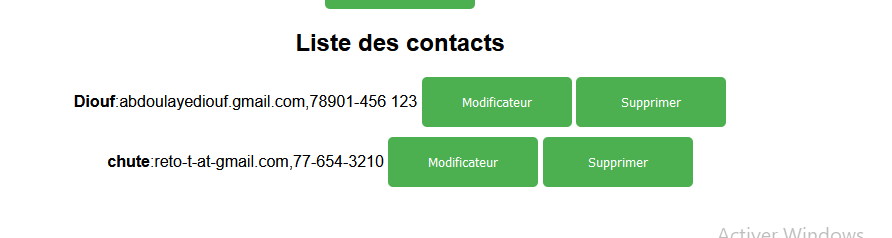 Liste des contacts
Diouf:abdoulayediouf.gmail.com,78901-456 123 Modificateur Supprimer
chute:reto-t-at-gmail.com,77-654-3210 Modificateur Supprimer
Activer Windows